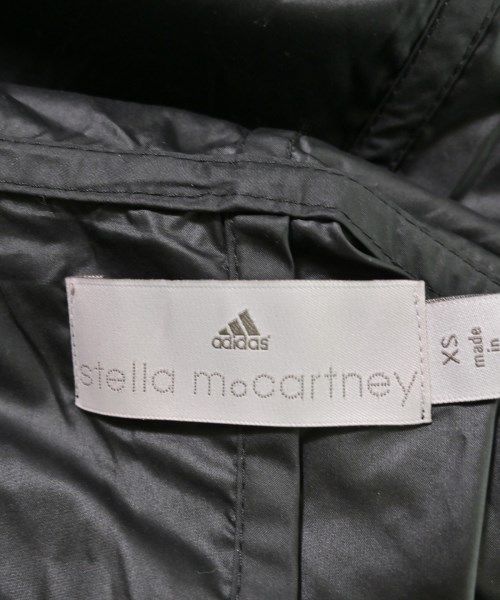 adidas
stella mccartney
XS
made
in